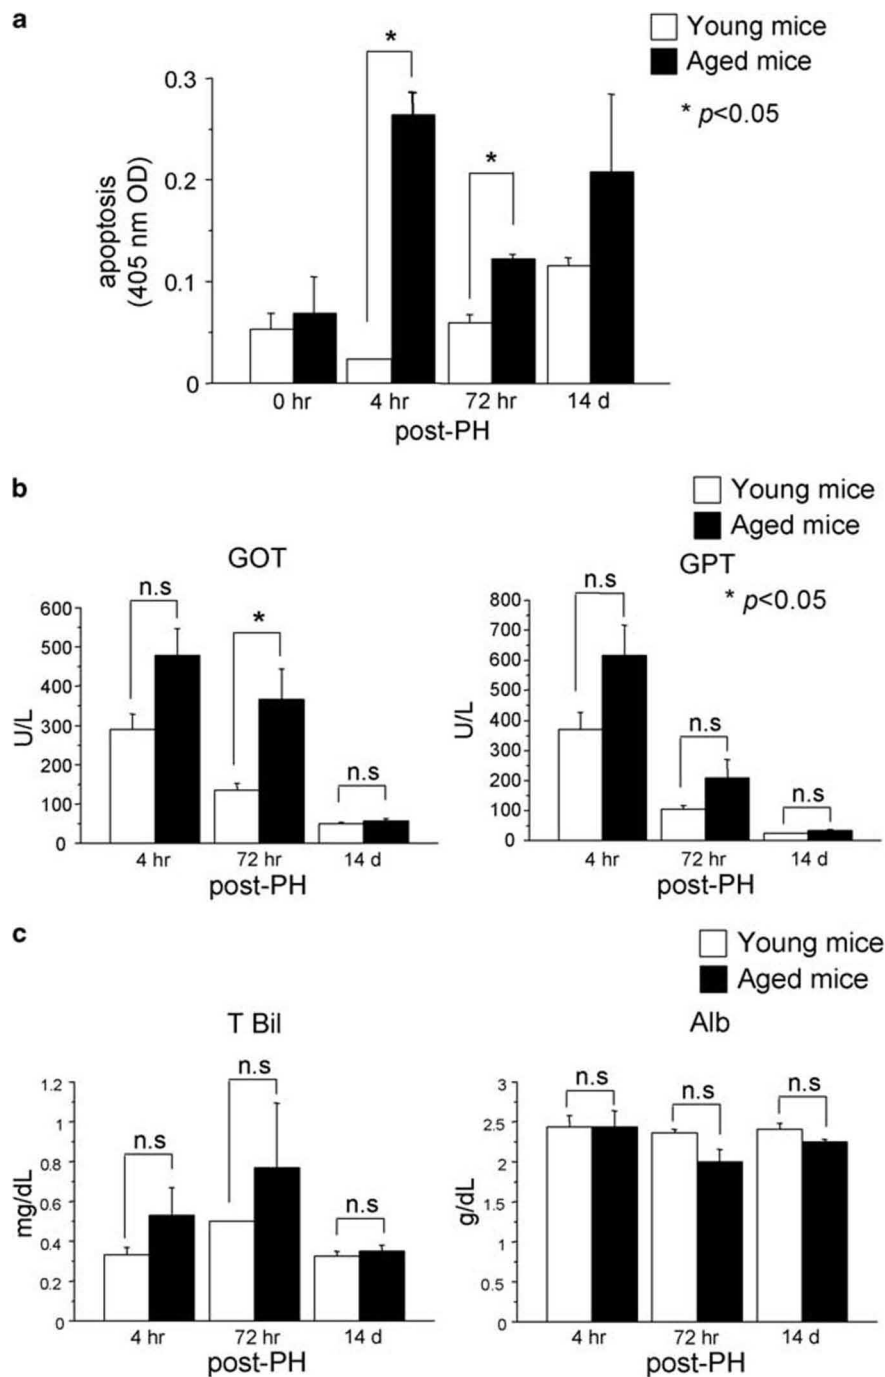 a
Young mice
Aged mice
* p<0.05
*
*
0.3
0.2
0.1
0
apoptosis
(405 nm OD)
0 hr 4 hr 72 hr 14 d
post-PH
b
Young mice
Aged mice
GOT
n.s
*
n.s
600
500
400
300
200
100
0
U/L
4 hr 72 hr 14 d
post-PH
GPT
* p<0.05
n.s
n.s
n.s
800
700
600
500
400
300
200
100
0
U/L
4 hr 72 hr 14 d
post-PH
c
Young mice
Aged mice
T Bil
n.s
n.s
n.s
1.2
1
0.8
0.6
0.4
0.2
0
mg/dL
4 hr 72 hr 14 d
post-PH
Alb
n.s
n.s
n.s
3
2.5
2
1.5
1
0.5
0
g/dL
4 hr 72 hr 14 d
post-PH